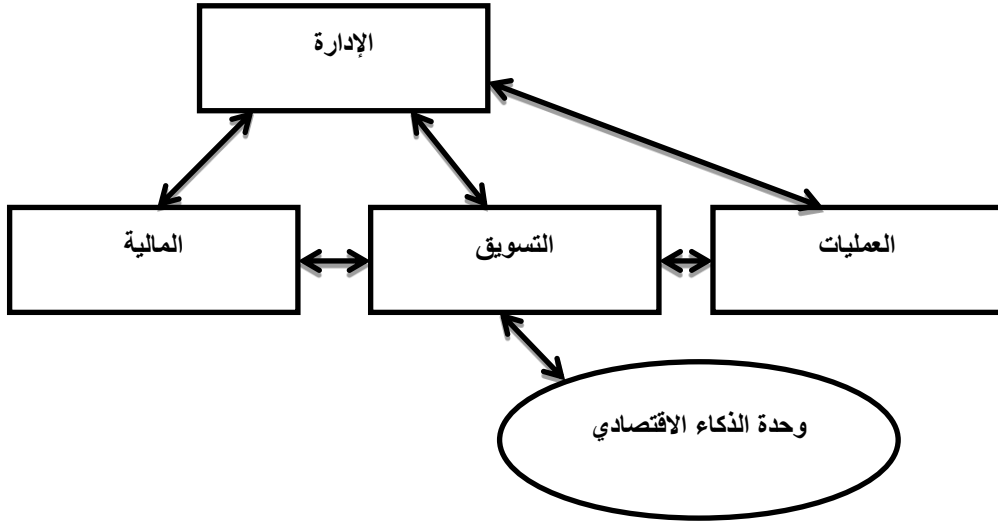 الإدارة
العمليات
التسويق
المالية
وحدة الذكاء الاقتصادي